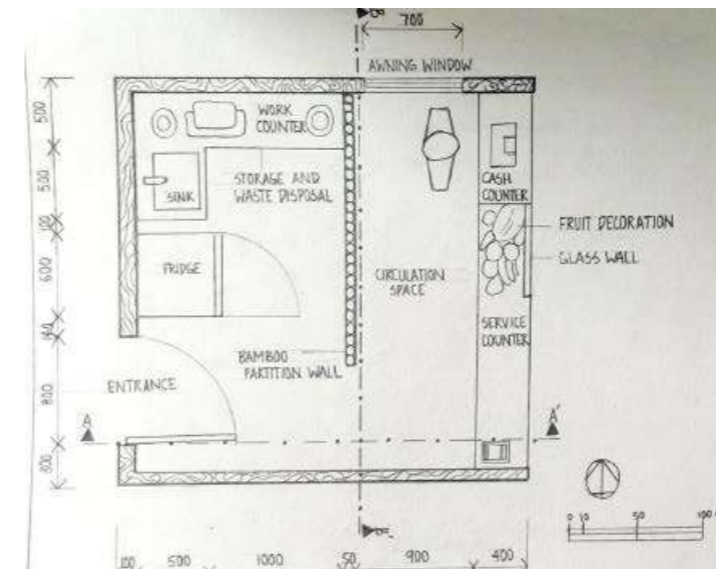 700
AWNING WINDOW
WORK
COUNTER
STORAGE AND
WASTE DISPOSAL
SINK
CASH
COUNTER
FRUIT DECORATION
GLASS WALL
FRIDGE
CIRCULATION
SPACE
SERVICE
COUNTER
BAMBOO
PARTITION WALL
ENTRANCE
A
A'
500
500
100
600
800
300
0 10 50 100
100 500 1000 50 900 400